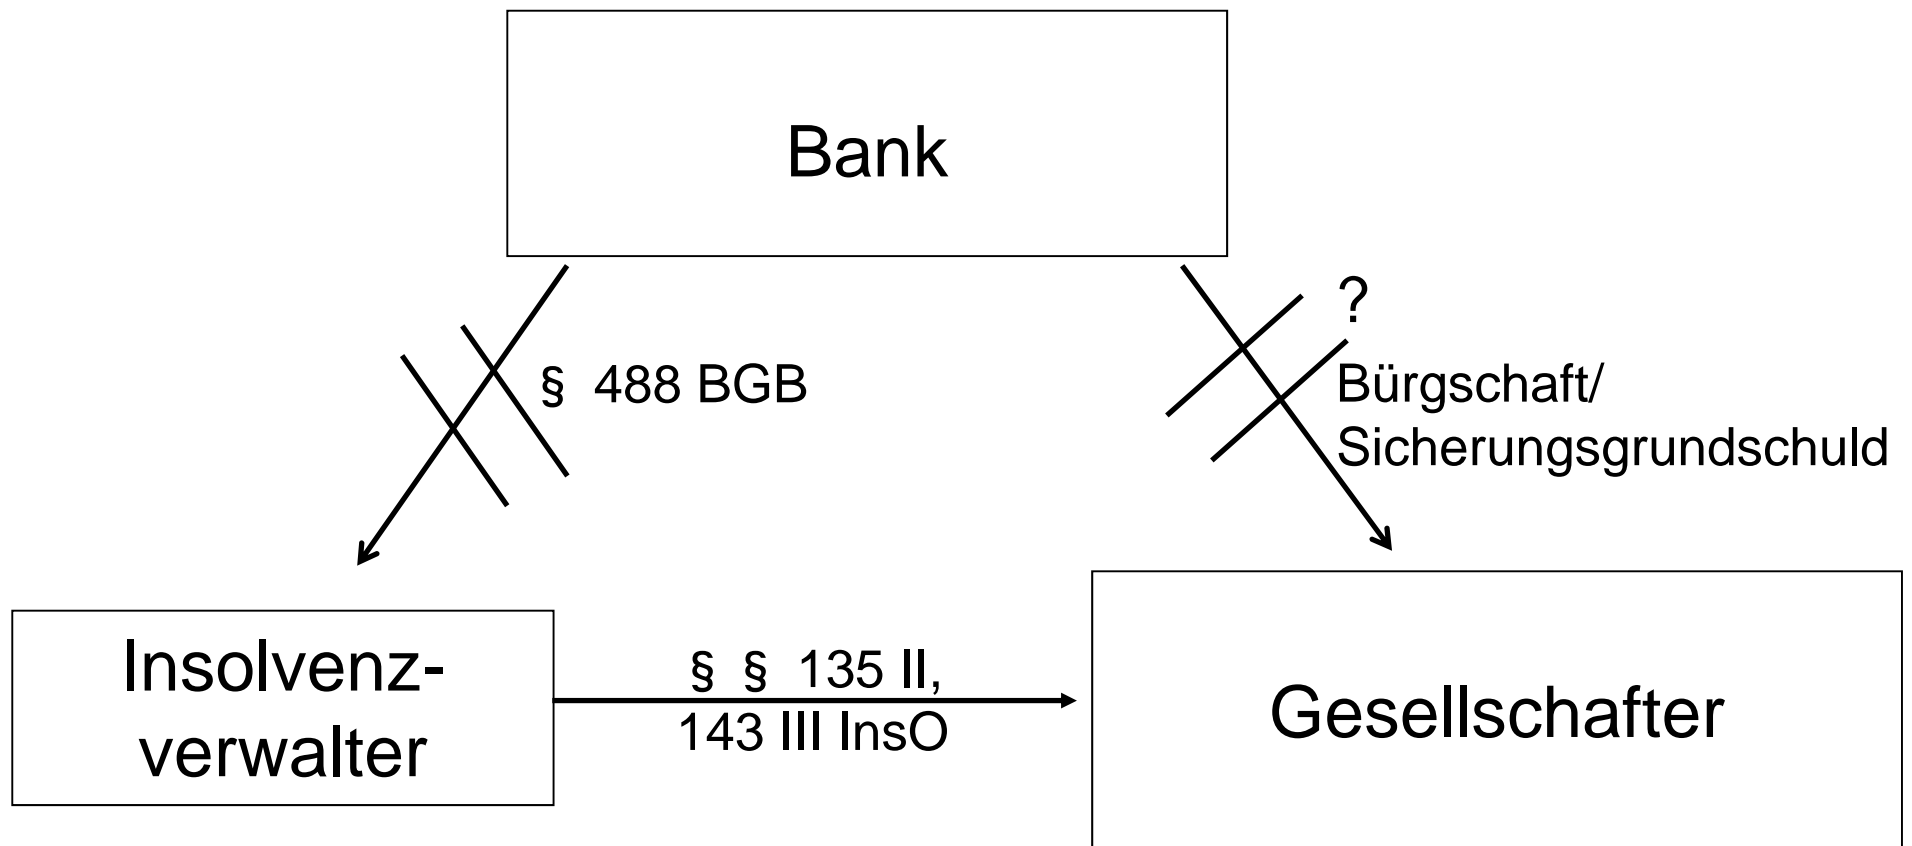 Bank
?
§ 488 BGB
Bürgschaft/
Sicherungsgrundschuld
Insolvenz-
verwalter
§ § 135 II,
143 III InsO
Gesellschafter